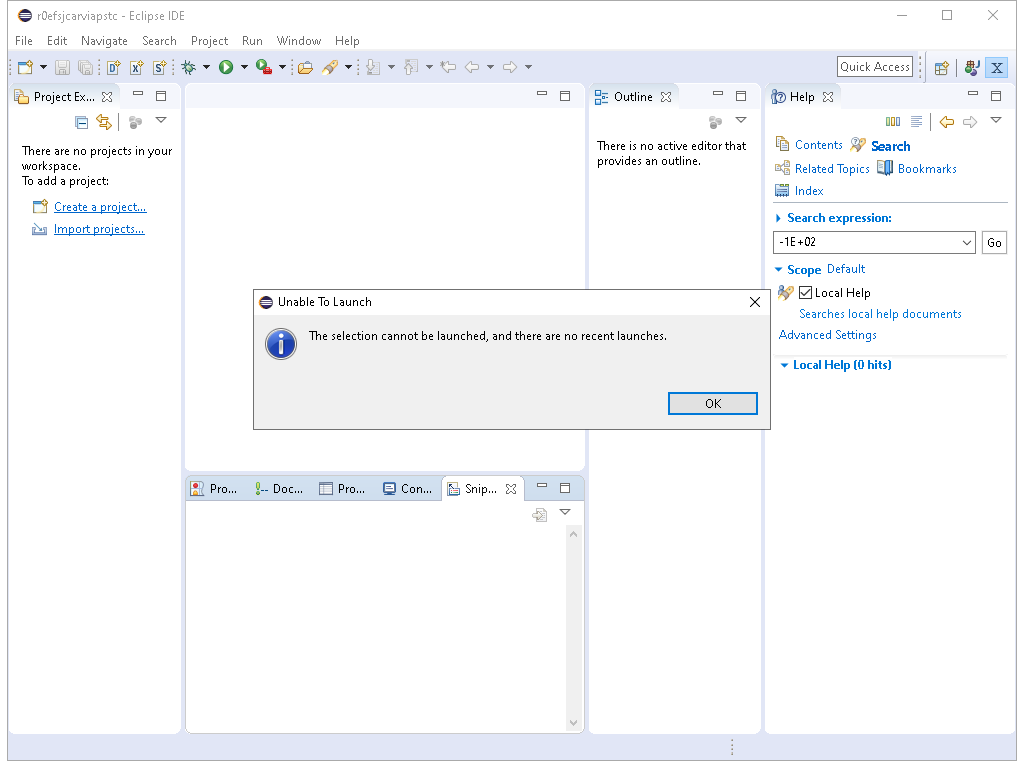 r0efsjcarviapstc - Eclipse IDE
File Edit Navigate Search Project Run Window Help
Quick Access
Project Ex...
There are no projects in your
workspace.
To add a project:
Create a project...
Import projects...
Outline
There is no active editor that
provides an outline.
Help
Contents Search
Related Topics Bookmarks
Index
Search expression:
-1E+02
Go
Scope Default
Local Help
Searches local help documents
Advanced Settings
Local Help (0 hits)
Unable To Launch
The selection cannot be launched, and there are no recent launches.
OK
Pro... Doc... Pro... Con... Snip...